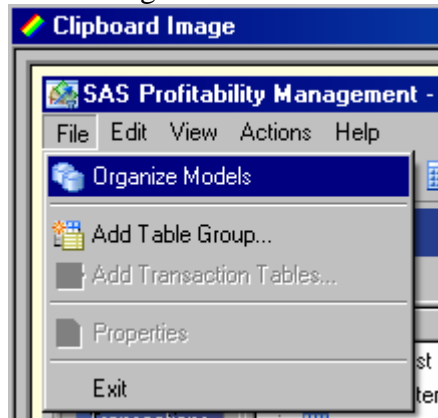 Clipboard Image
SAS Profitability Management -
File Edit View Actions Help
Organize Models
Add Table Group...
Add Transaction Tables...
Properties
Exit